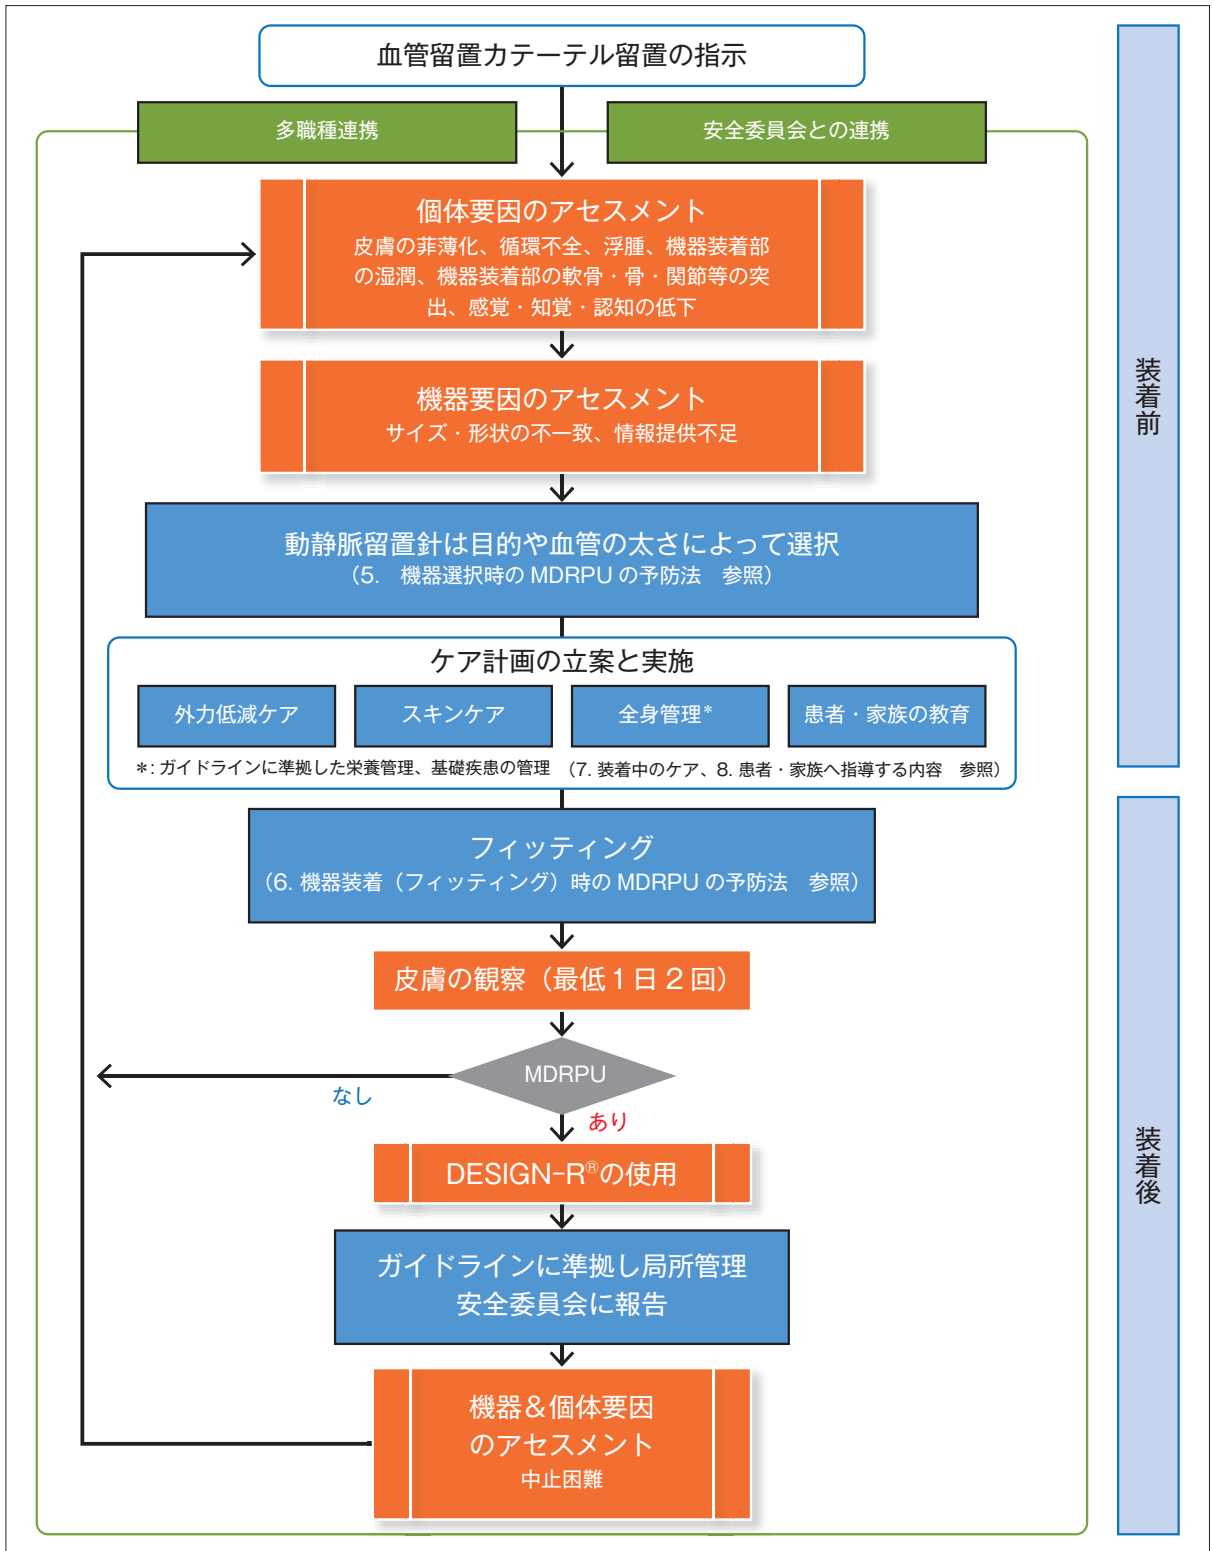 血管留置カテーテル留置の指示
多職種連携
安全委員会との連携
個体要因のアセスメント
皮膚の菲薄化、循環不全、浮腫、機器装着部
の湿潤、機器装着部の軟骨・骨・関節等の突
出、感覚・知覚・認知の低下
機器要因のアセスメント
サイズ・形状の不一致、情報提供不足
動静脈留置針は目的や血管の太さによって選択
（5.　機器選択時の MDRPU の予防法　参照）
装着前
ケア計画の立案と実施
外力低減ケア
スキンケア
全身管理*
患者・家族の教育
*：ガイドラインに準拠した栄養管理、基礎疾患の管理　（7. 装着中のケア、8. 患者・家族へ指導する内容　参照）
フィッティング
（6. 機器装着（フィッティング）時の MDRPU の予防法　参照）
皮膚の観察（最低１日２回）
MDRPU
なし
あり
DESIGN-R®の使用
ガイドラインに準拠し局所管理
安全委員会に報告
機器＆個体要因
のアセスメント
中止困難
装着後